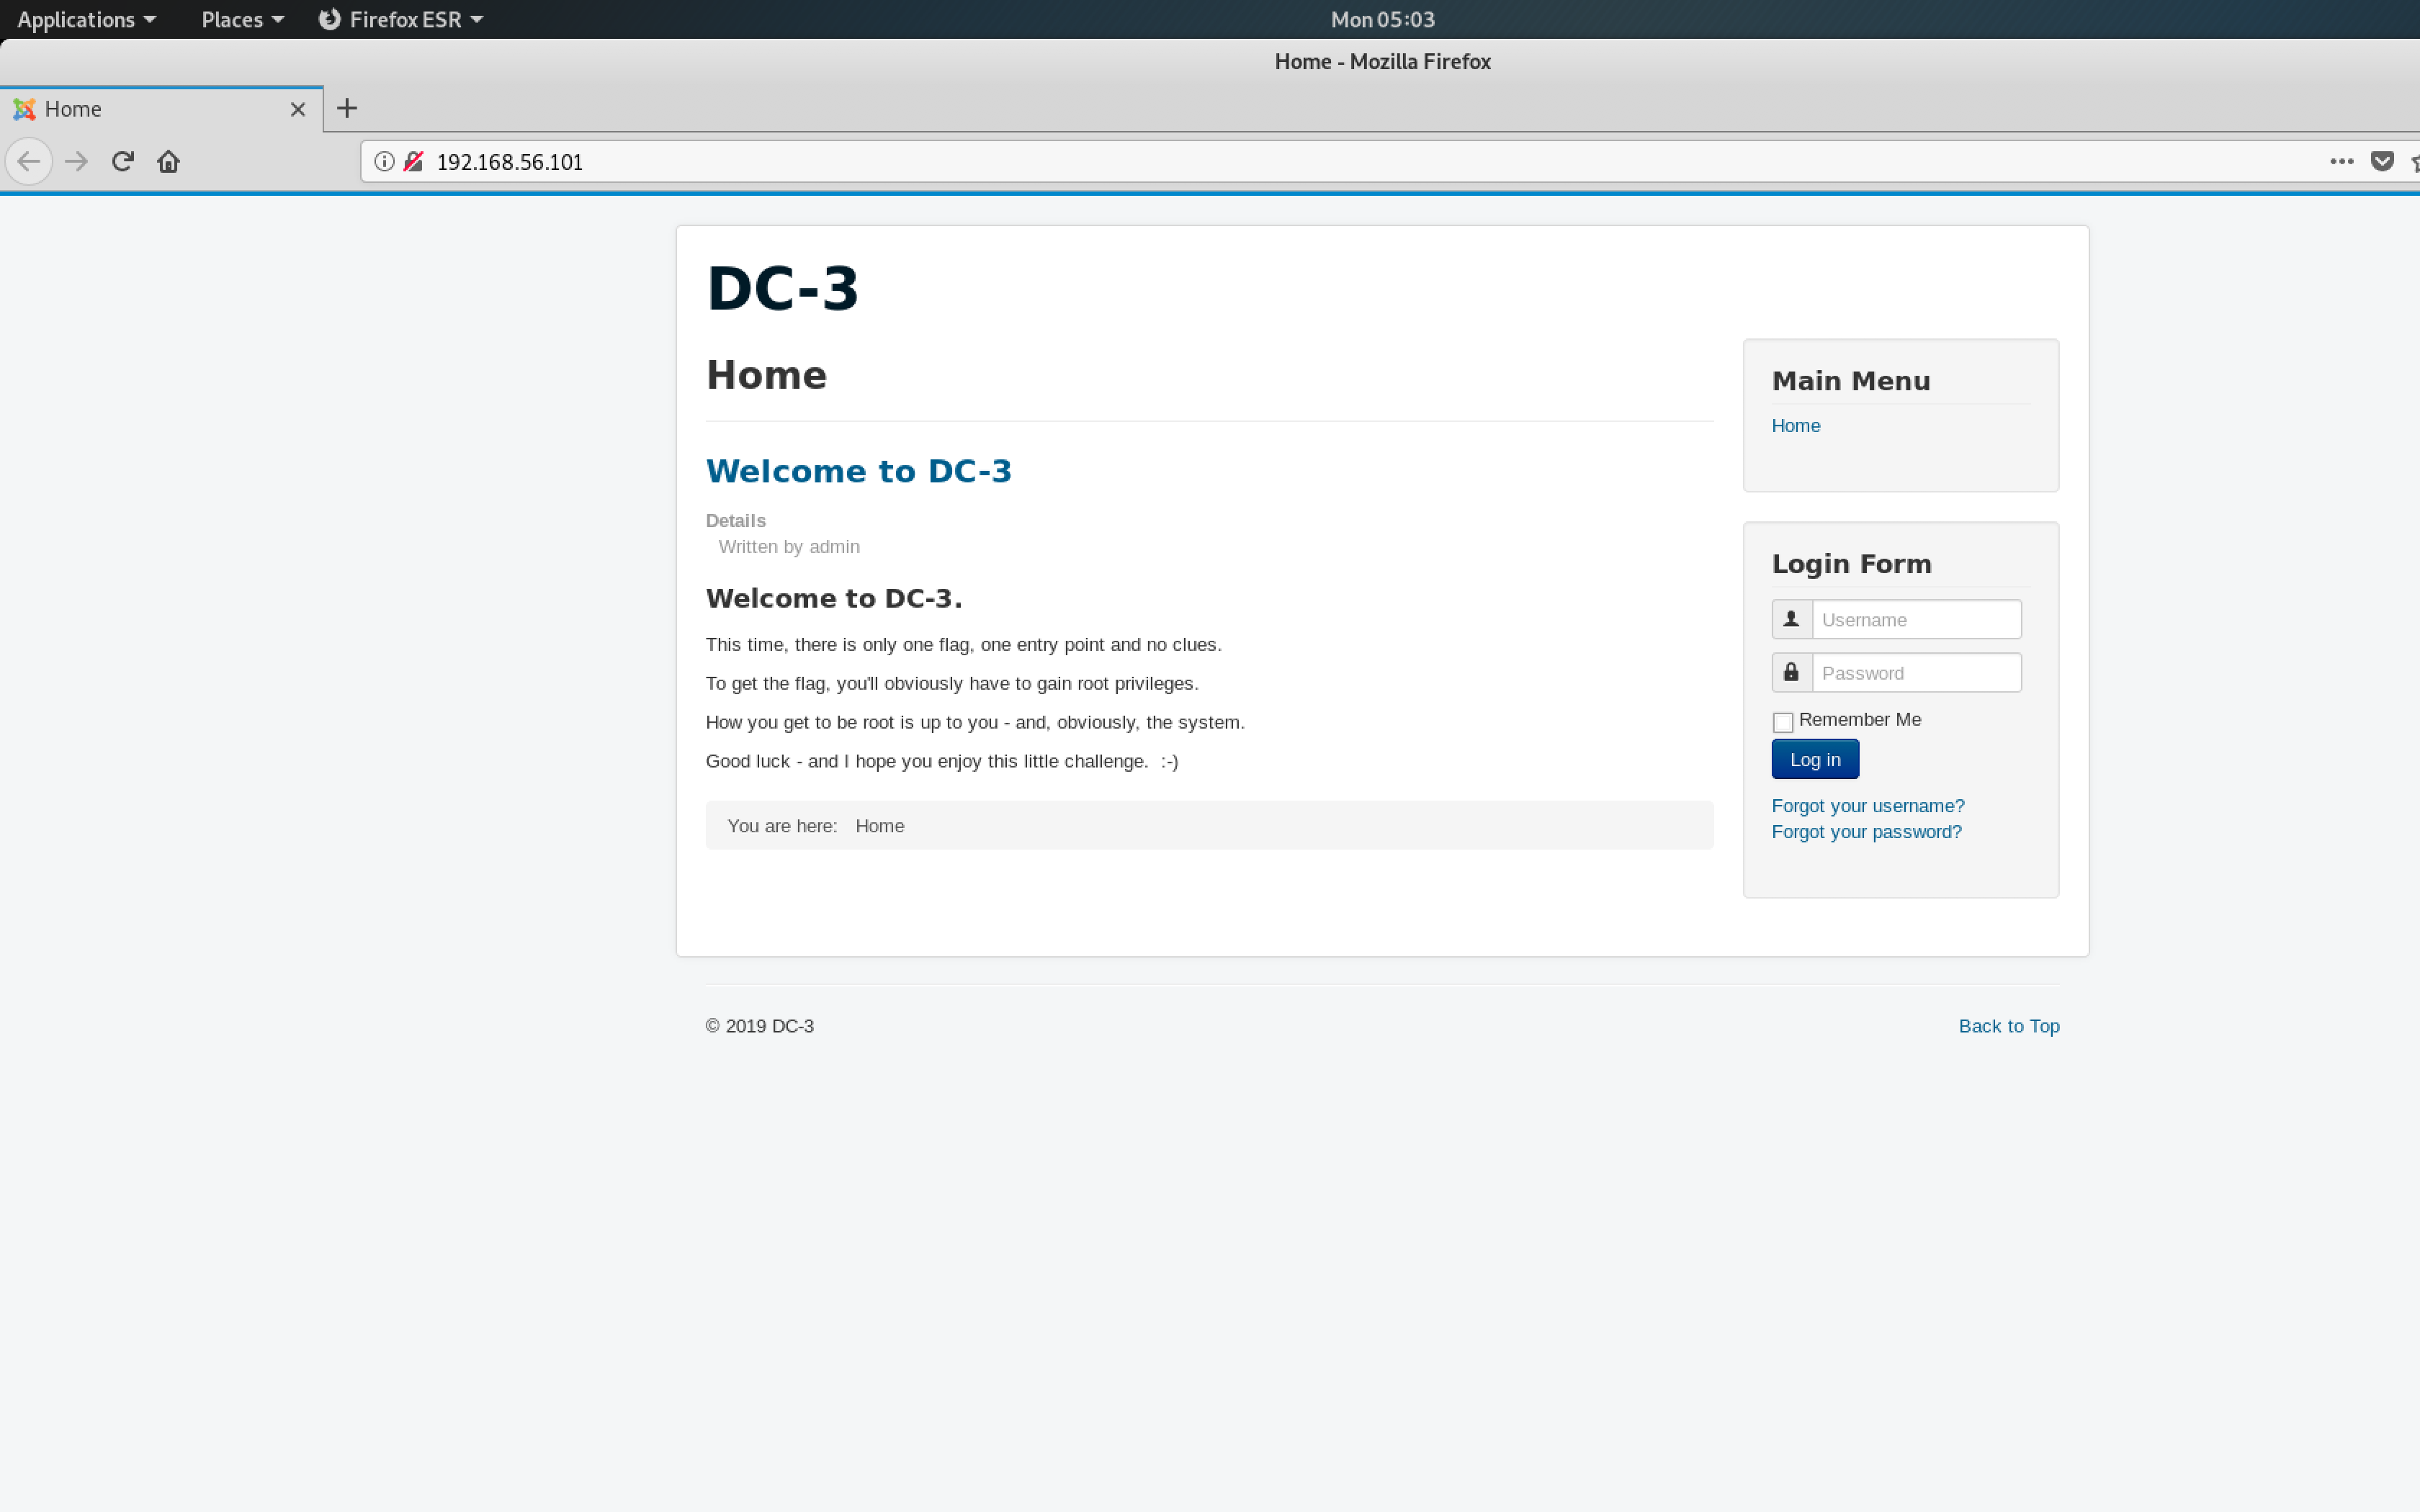 Applications Places Firefox ESR Mon 05:03
Home - Mozilla Firefox
Home
192.168.56.101
DC-3
Home
Welcome to DC-3
Details
Written by admin
Welcome to DC-3.
This time, there is only one flag, one entry point and no clues.
To get the flag, you'll obviously have to gain root privileges.
How you get to be root is up to you - and, obviously, the system.
Good luck - and I hope you enjoy this little challenge. :-)
You are here: Home
Main Menu
Home
Login Form
Username
Password
Remember Me
Log in
Forgot your username?
Forgot your password?
© 2019 DC-3
Back to Top